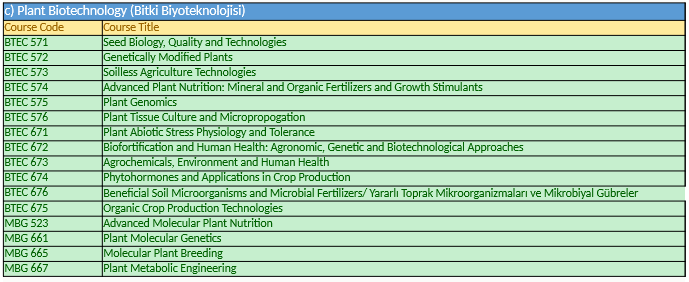 c) Plant Biotechnology (Bitki Biyoteknolojisi)
Course Code Course Title
BTEC 571 Seed Biology, Quality and Technologies
BTEC 572 Genetically Modified Plants
BTEC 573 Soilless Agriculture Technologies
BTEC 574 Advanced Plant Nutrition: Mineral and Organic Fertilizers and Growth Stimulants
BTEC 575 Plant Genomics
BTEC 576 Plant Tissue Culture and Micropropogation
BTEC 671 Plant Abiotic Stress Physiology and Tolerance
BTEC 672 Biofortification and Human Health: Agronomic, Genetic and Biotechnological Approaches
BTEC 673 Agrochemicals, Environment and Human Health
BTEC 674 Phytohormones and Applications in Crop Production
BTEC 676 Beneficial Soil Microorganisms and Microbial Fertilizers/ Yararlı Toprak Mikroorganizmaları ve Mikrobiyal Gübreler
BTEC 675 Organic Crop Production Technologies
MBG 523 Advanced Molecular Plant Nutrition
MBG 661 Plant Molecular Genetics
MBG 665 Molecular Plant Breeding
MBG 667 Plant Metabolic Engineering